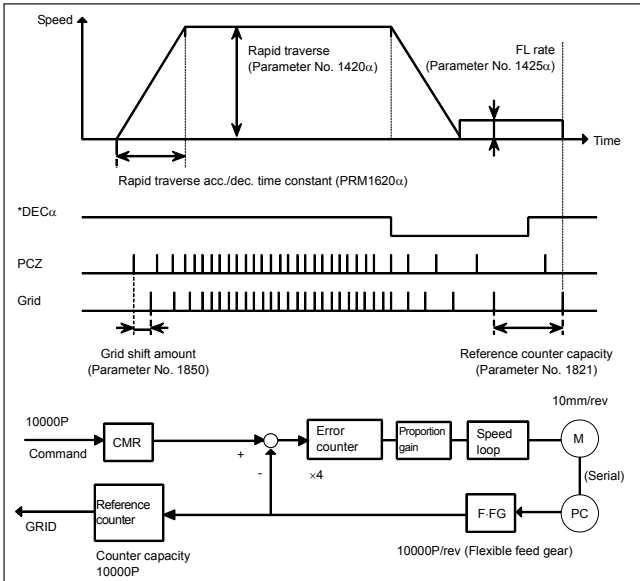 Speed
Rapid traverse
(Parameter No. 1420α)
FL rate
(Parameter No. 1425α)
Time
Rapid traverse acc./dec. time constant (PRM1620α)
*DECα
PCZ
Grid
Grid shift amount
(Parameter No. 1850)
Reference counter capacity
(Parameter No. 1821)
10mm/rev
10000P
Command
CMR
+
-
Error
counter
×4
Proportion
gain
Speed
loop
M
(Serial)
Reference
counter
GRID
F·FG
PC
Counter capacity
10000P
10000P/rev (Flexible feed gear)